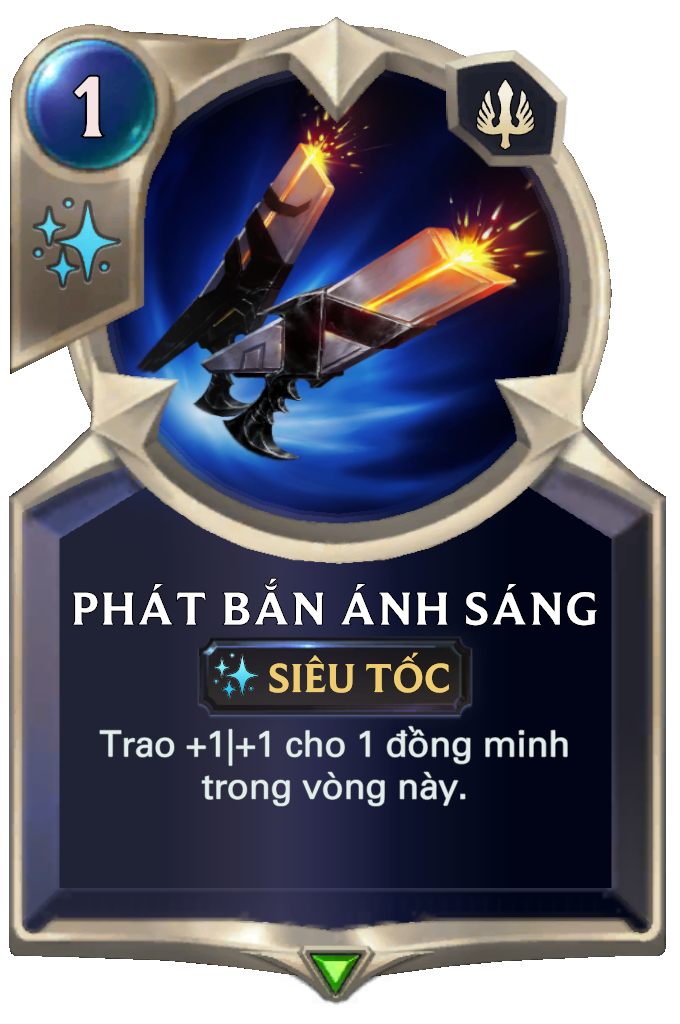 1
PHÁT BẮN ÁNH SÁNG
SIÊU TỐC
Trao +1|+1 cho 1 đồng minh
trong vòng này.